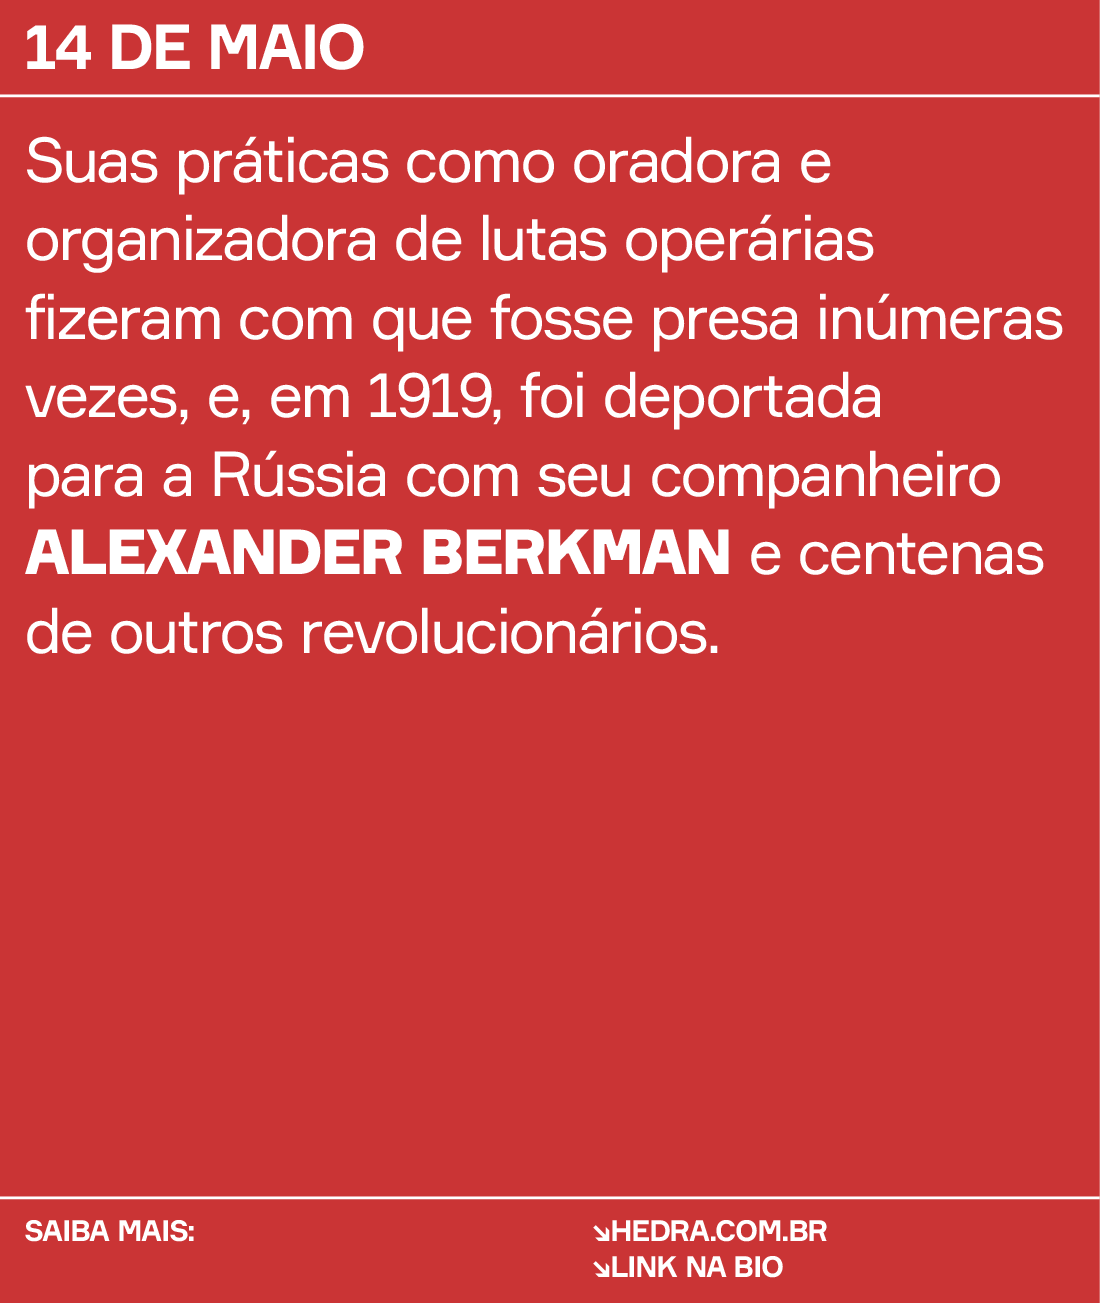 14 DE MAIO
Suas práticas como oradora e
organizadora de lutas operárias
fizeram com que fosse presa inúmeras
vezes, e, em 1919, foi deportada
para a Rússia com seu companheiro
ALEXANDER BERKMAN e centenas
de outros revolucionários.
SAIBA MAIS:
↘HEDRA.COM.BR
↘LINK NA BIO